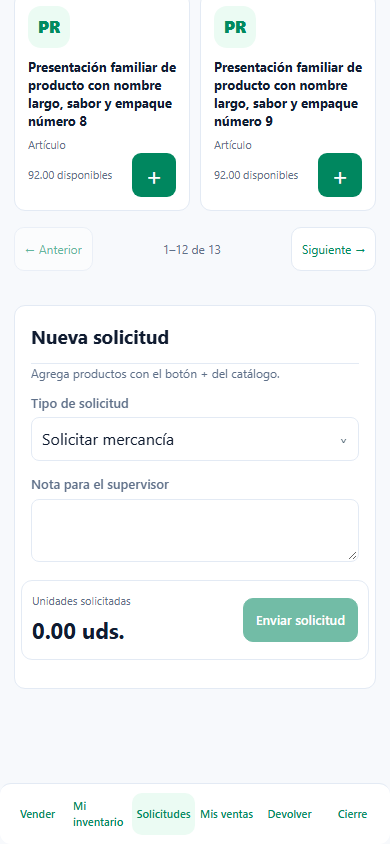 PR PR
Presentación familiar de Presentación familiar de
producto con nombre producto con nombre
largo, sabor y empaque largo, sabor y empaque
número 8 número 9
Artículo Artículo
92.00 disponibles + 92.00 disponibles +
← Anterior 1–12 de 13 Siguiente →
Nueva solicitud
Agrega productos con el botón + del catálogo.
Tipo de solicitud
Solicitar mercancía
Nota para el supervisor
Unidades solicitadas
0.00 uds.
Enviar solicitud
Vender Mi inventario Solicitudes Mis ventas Devolver Cierre